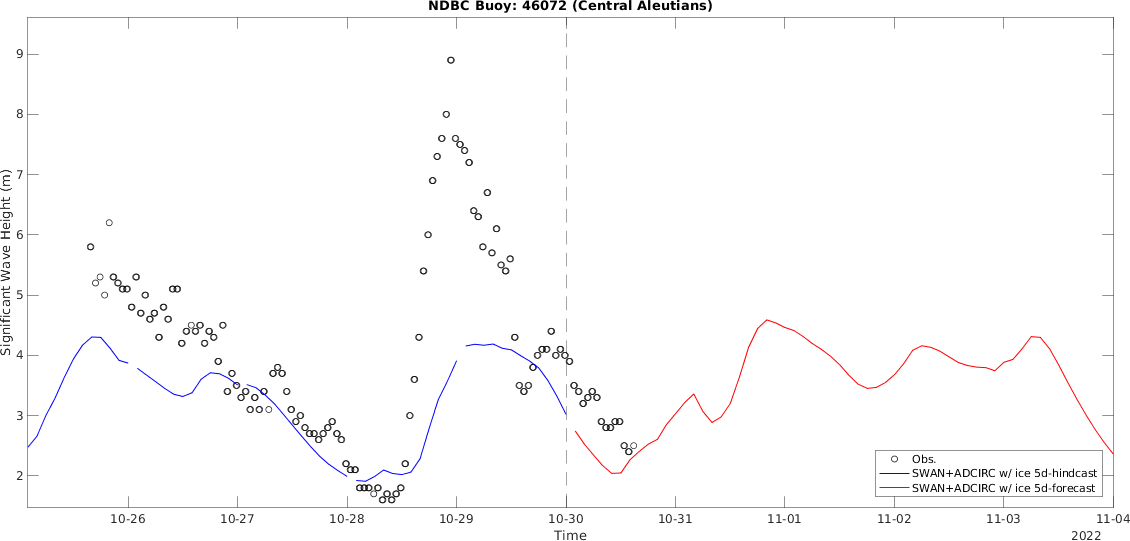 NDBC Buoy: 46072 (Central Aleutians)
Significant Wave Height (m)
9
8
7
6
5
4
3
2
Obs.
SWAN+ADCIRC w/ ice 5d-hindcast
SWAN+ADCIRC w/ ice 5d-forecast
10-26 10-27 10-28 10-29 10-30 10-31 11-01 11-02 11-03 11-04
Time
2022